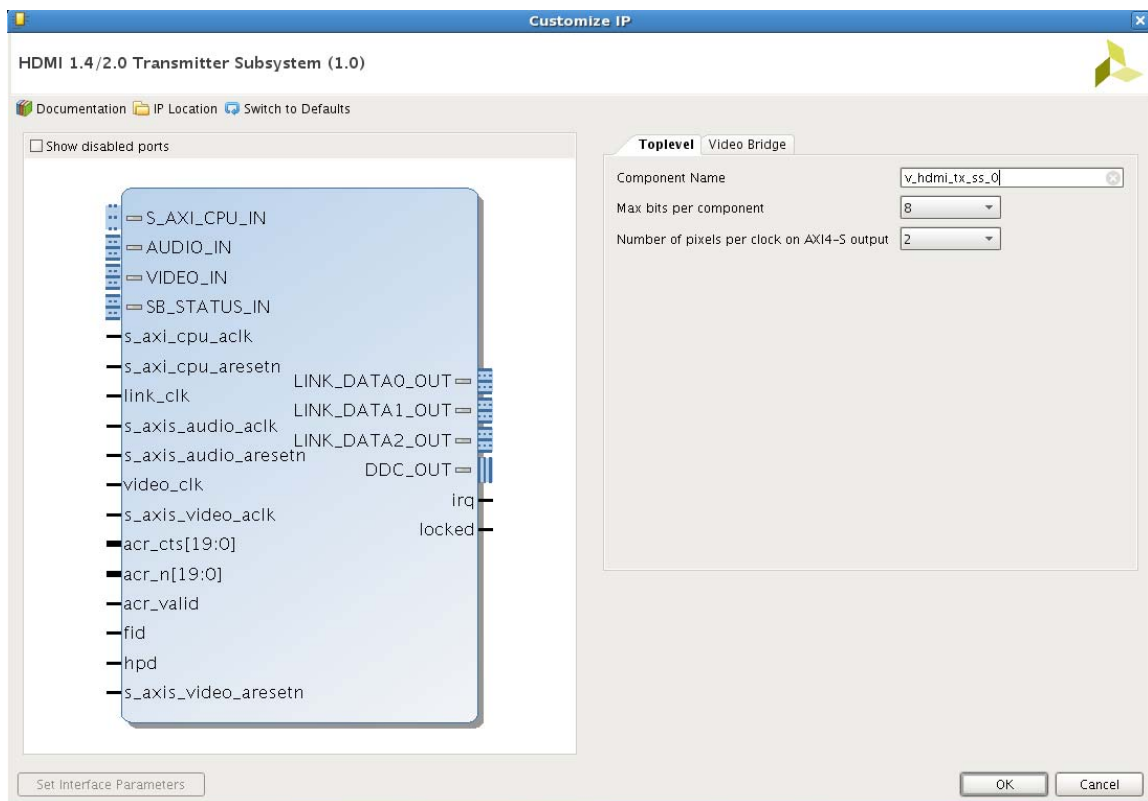 Customize IP
HDMI 1.4/2.0 Transmitter Subsystem (1.0)
Documentation IP Location Switch to Defaults
Show disabled ports
S_AXI_CPU_IN
AUDIO_IN
VIDEO_IN
SB_STATUS_IN
s_axi_cpu_aclk
s_axi_cpu_aresetn
link_clk
s_axis_audio_aclk
s_axis_audio_aresetn
video_clk
s_axis_video_aclk
acr_cts[19:0]
acr_n[19:0]
acr_valid
fid
hpd
s_axis_video_aresetn
LINK_DATA0_OUT
LINK_DATA1_OUT
LINK_DATA2_OUT
DDC_OUT
irq
locked
Toplevel Video Bridge
Component Name v_hdmi_tx_ss_0
Max bits per component 8
Number of pixels per clock on AXI4-S output 2
Set Interface Parameters OK Cancel